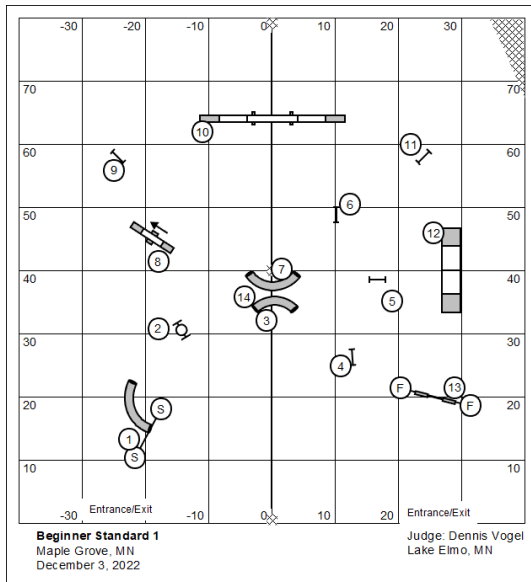 -30 -20 -10 0 10 20 30
70 70
60 60
10 11
9
50 50
6
12
8
40 40
7
14 5
3
2
30 30
4
F 13
F
20 20
S
1
S
10 10
-30 -20 -10 0 10 20 30
Entrance/Exit Entrance/Exit
Beginner Standard 1 Judge: Dennis Vogel
Maple Grove, MN Lake Elmo, MN
December 3, 2022